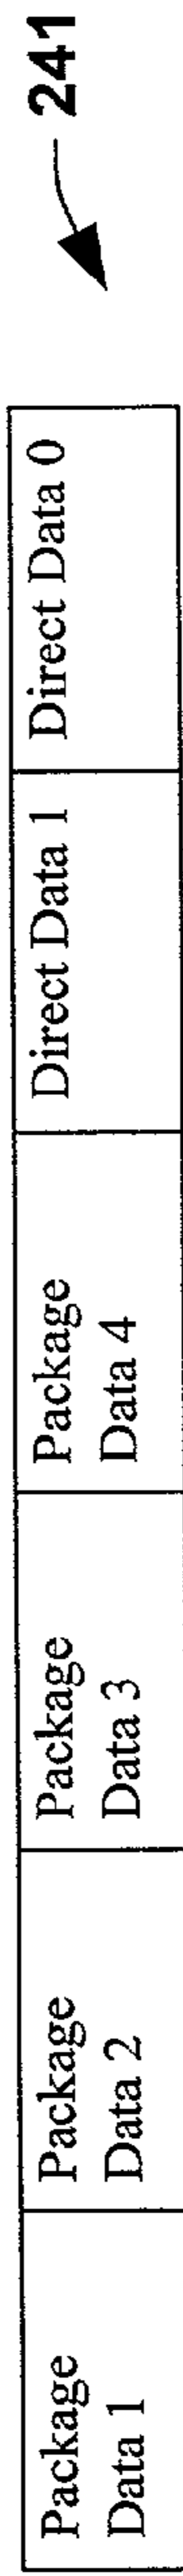 Package
Data 1
Package
Data 2
Package
Data 3
Package
Data 4
Direct Data 1
Direct Data 0
241